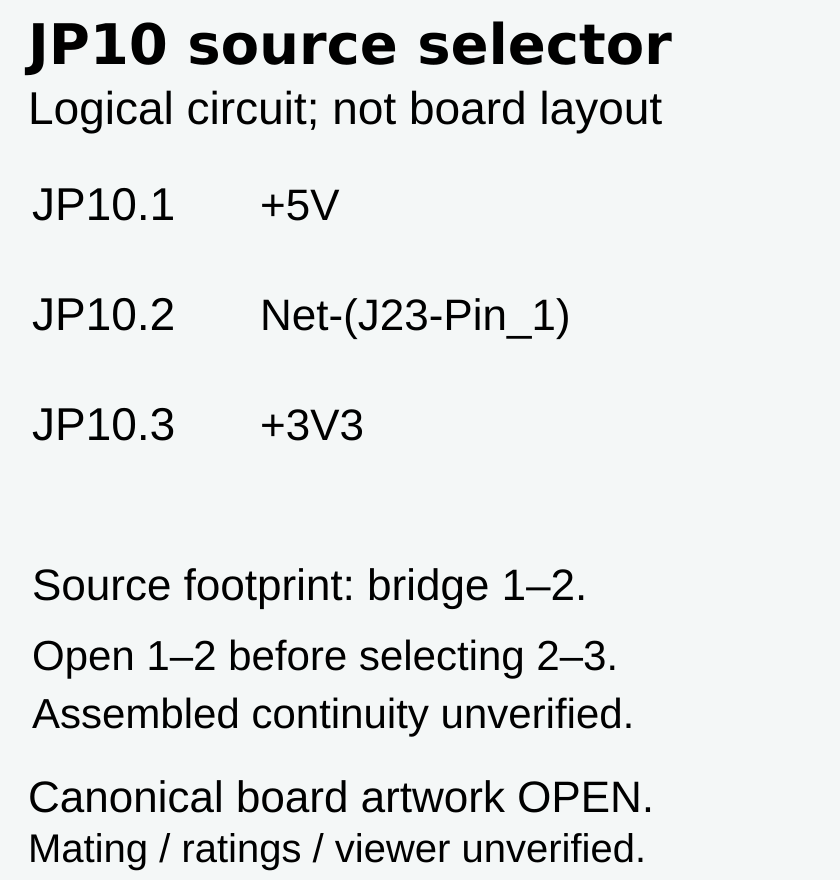 JP10 source selector
Logical circuit; not board layout
JP10.1 +5V
JP10.2 Net-(J23-Pin_1)
JP10.3 +3V3
Source footprint: bridge 1–2.
Open 1–2 before selecting 2–3.
Assembled continuity unverified.
Canonical board artwork OPEN.
Mating / ratings / viewer unverified.